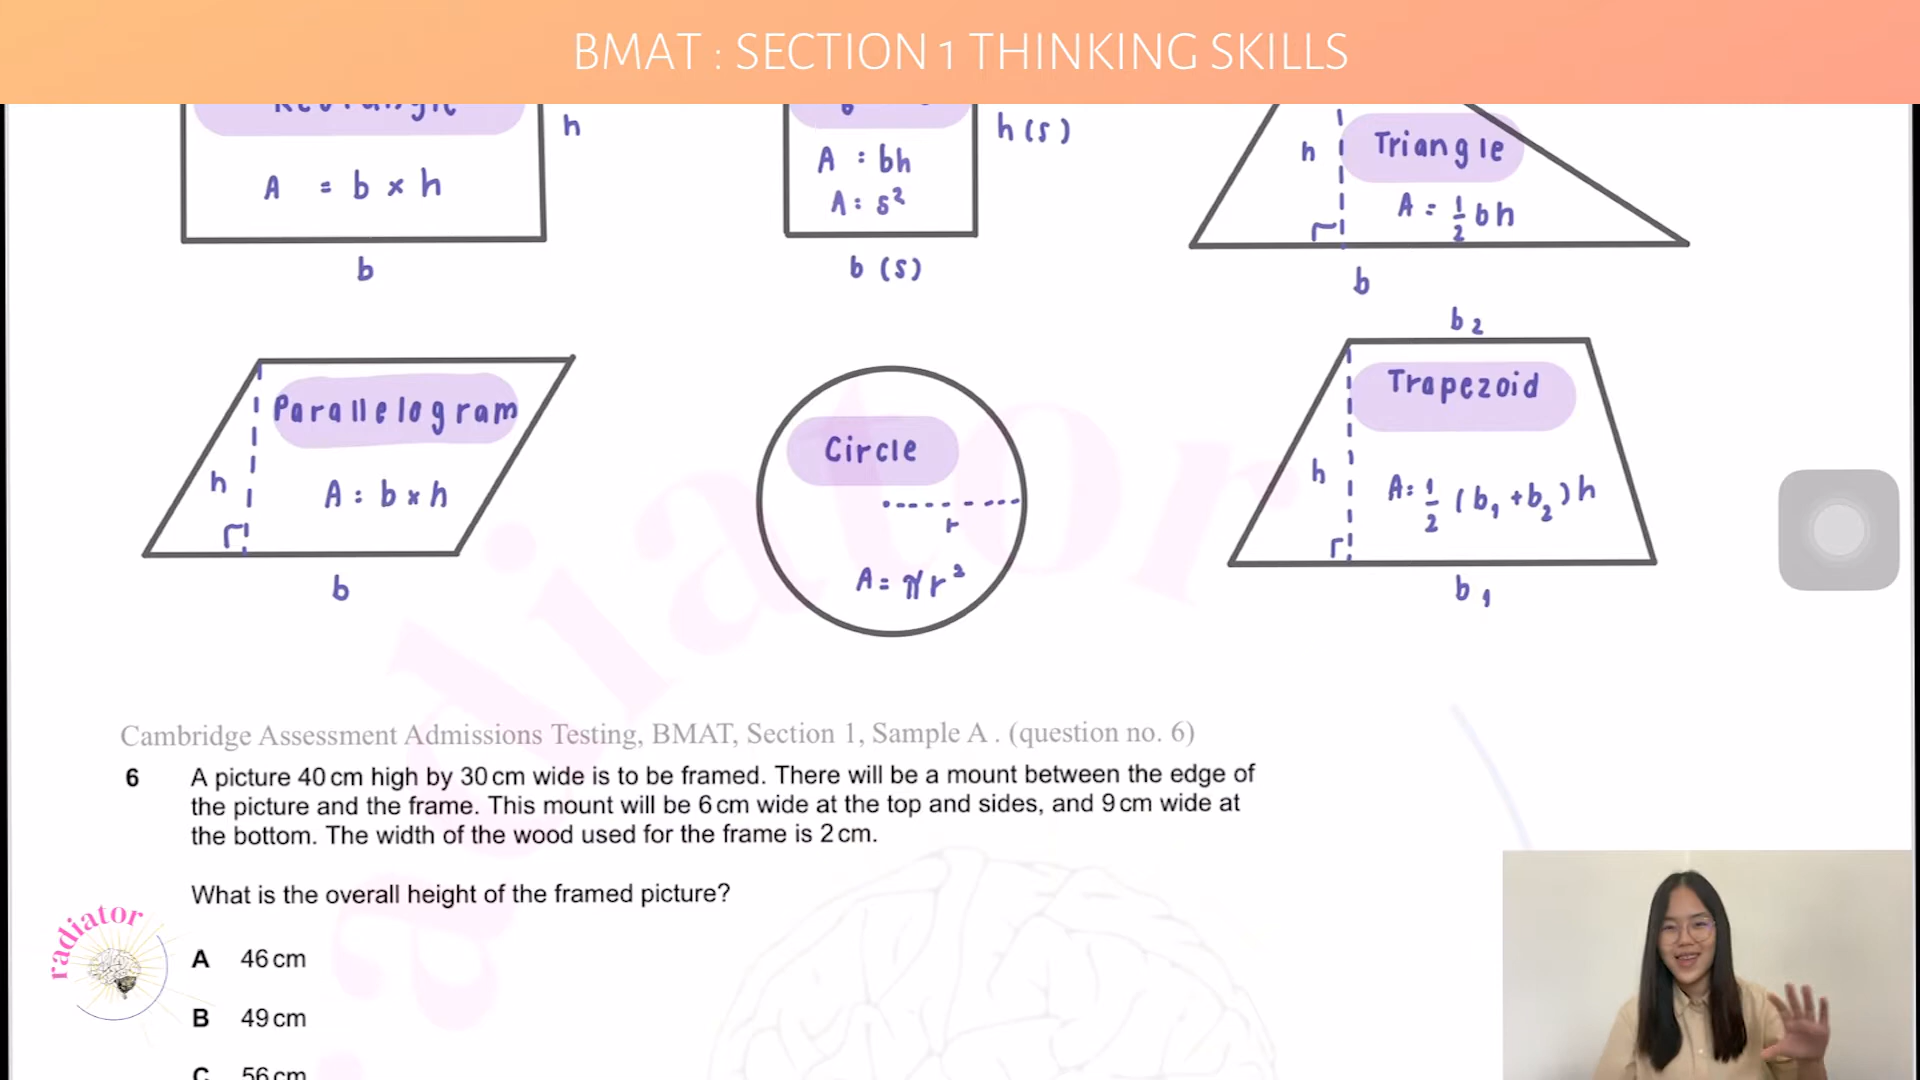 BMAT : SECTION 1 THINKING SKILLS
Rectangle
h
A = b × h
b
h (s)
A : bh
A : s²
b (s)
h
Triangle
A = 1/2 bh
b
b2
Parallelogram
h
A : b × h
b
Circle
r
A = πr²
Trapezoid
h
A = 1/2 (b1 + b2) h
b1
radiator
Cambridge Assessment Admissions Testing, BMAT, Section 1, Sample A . (question no. 6)
6 A picture 40 cm high by 30 cm wide is to be framed. There will be a mount between the edge of
the picture and the frame. This mount will be 6 cm wide at the top and sides, and 9 cm wide at
the bottom. The width of the wood used for the frame is 2 cm.
What is the overall height of the framed picture?
radiator
A 46 cm
B 49 cm
C 56 cm